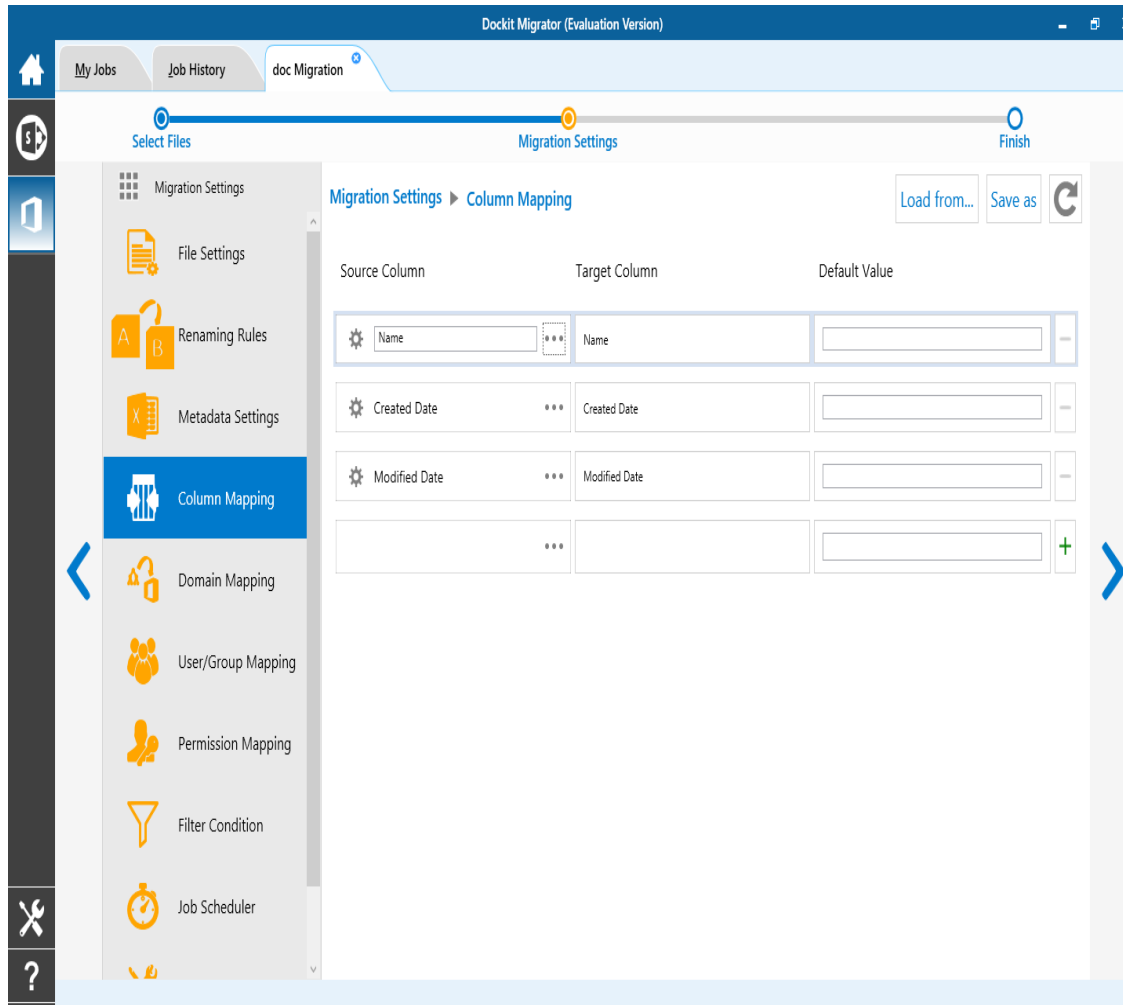 Dockit Migrator (Evaluation Version)
My Jobs
Job History
doc Migration
Select Files
Migration Settings
Finish
Migration Settings
File Settings
A
B
Renaming Rules
X
Metadata Settings
Column Mapping
Domain Mapping
User/Group Mapping
Permission Mapping
Filter Condition
Job Scheduler
Migration Settings ▶ Column Mapping
Load from...
Save as
Source Column
Target Column
Default Value
Name
Name
Created Date
Created Date
Modified Date
Modified Date
S
?